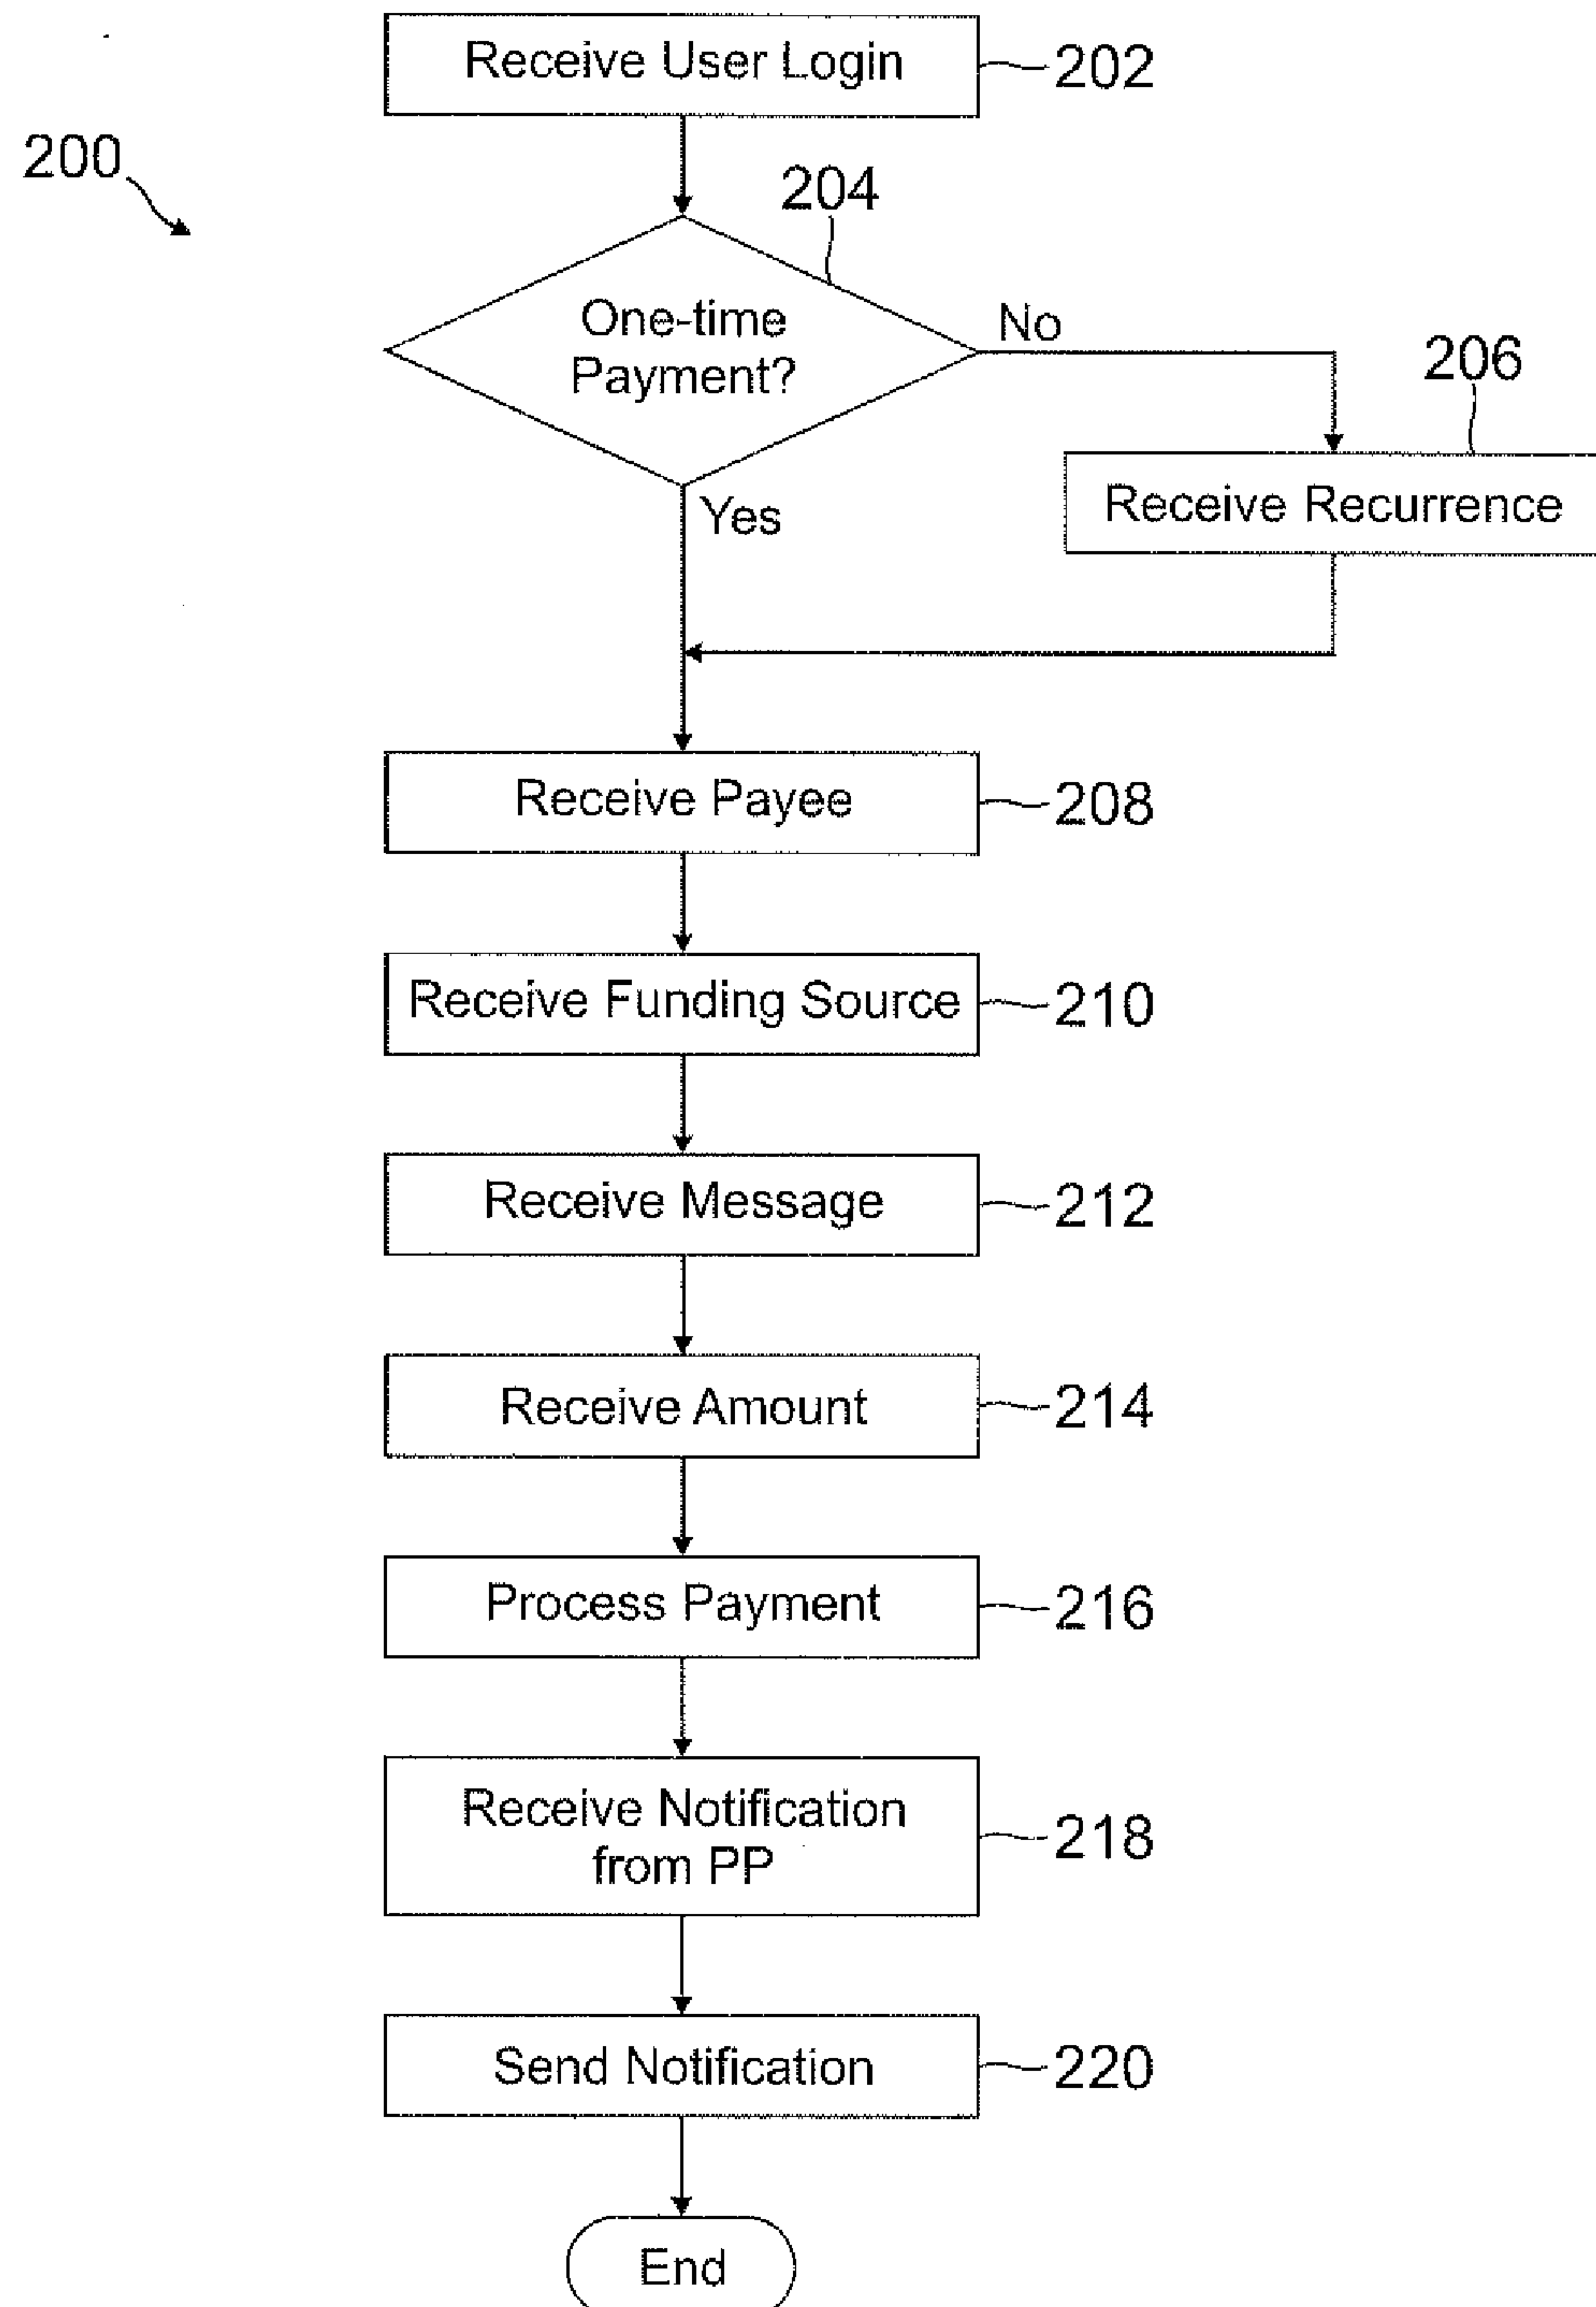 Receive User Login
202
200
204
One-time
Payment?
No
206
Receive Recurrence
Yes
Receive Payee
208
Receive Funding Source
210
Receive Message
212
Receive Amount
214
Process Payment
216
Receive Notification
from PP
218
Send Notification
220
End